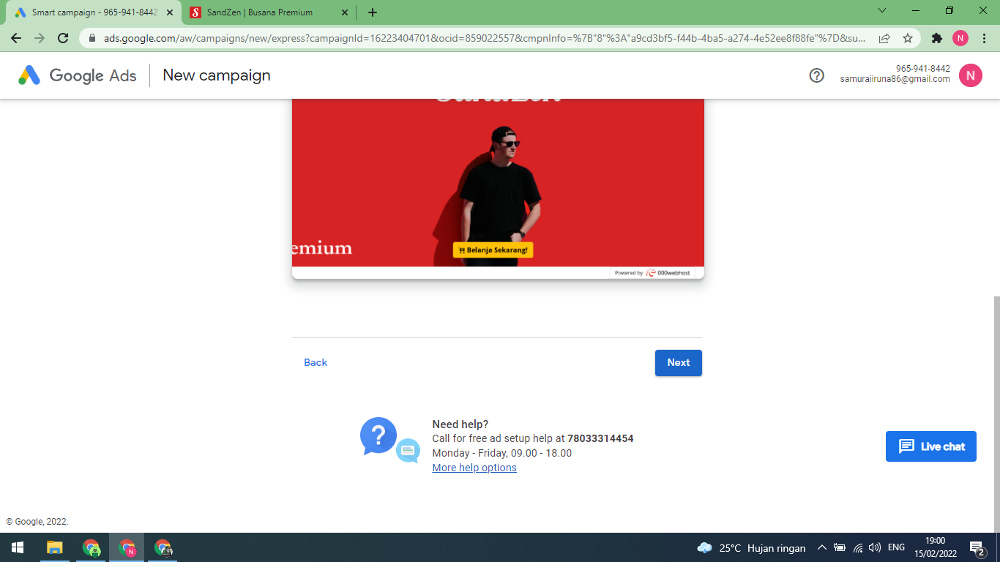 Smart campaign - 965-941-8442
SandZen | Busana Premium
ads.google.com/aw/campaigns/new/express?campaignId=16223404701&ocid=859022557&cmpnInfo=%7B"8"%3A"a9cd3bf5-f44b-4ba5-a274-4e52ee8f88fe"%7D&su...
N
Google Ads
New campaign
965-941-8442
samuraiiruna86@gmail.com
N
SandZen
emium
Belanja Sekarang!
Powered by 000webhost
Back
Next
Need help?
Call for free ad setup help at 78033314454
Monday - Friday, 09.00 - 18.00
More help options
Live chat
© Google, 2022.
25°C Hujan ringan
ENG
19:00
15/02/2022
2